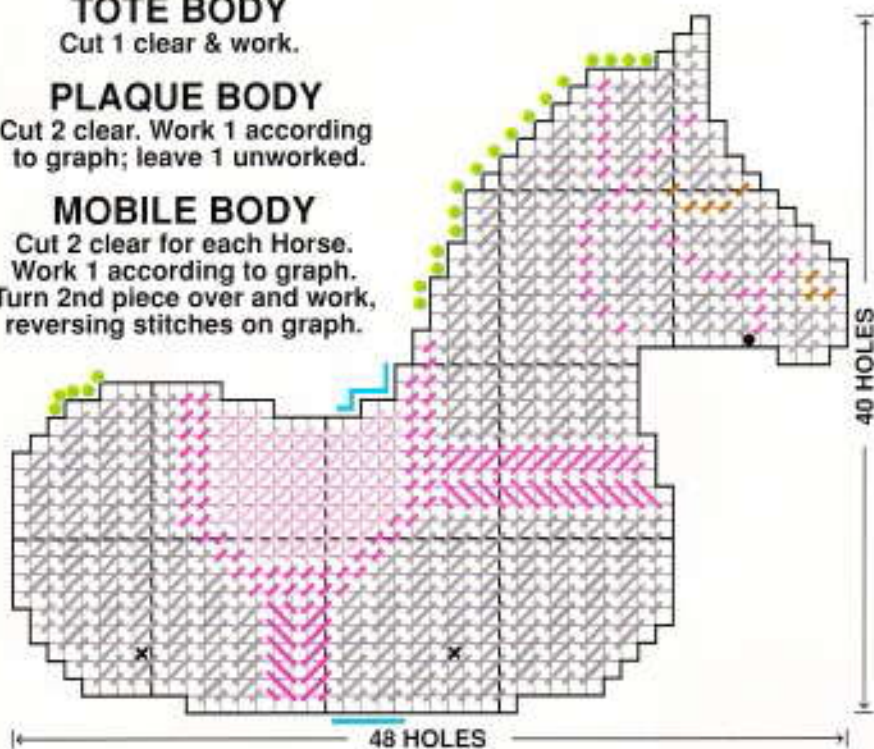 TOTE BODY
Cut 1 clear & work.
PLAQUE BODY
Cut 2 clear. Work 1 according
to graph; leave 1 unworked.
MOBILE BODY
Cut 2 clear for each Horse.
Work 1 according to graph.
Turn 2nd piece over and work,
reversing stitches on graph.
40 HOLES
48 HOLES